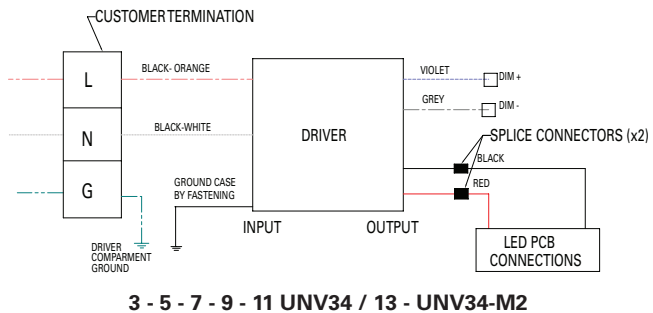 CUSTOMER TERMINATION
L
BLACK- ORANGE
VIOLET
DIM +
GREY
DIM -
N
BLACK-WHITE
DRIVER
SPLICE CONNECTORS (x2)
BLACK
G
GROUND CASE
BY FASTENING
RED
INPUT
OUTPUT
DRIVER
COMPARMENT
GROUND
LED PCB
CONNECTIONS
3 - 5 - 7 - 9 - 11 UNV34 / 13 - UNV34-M2